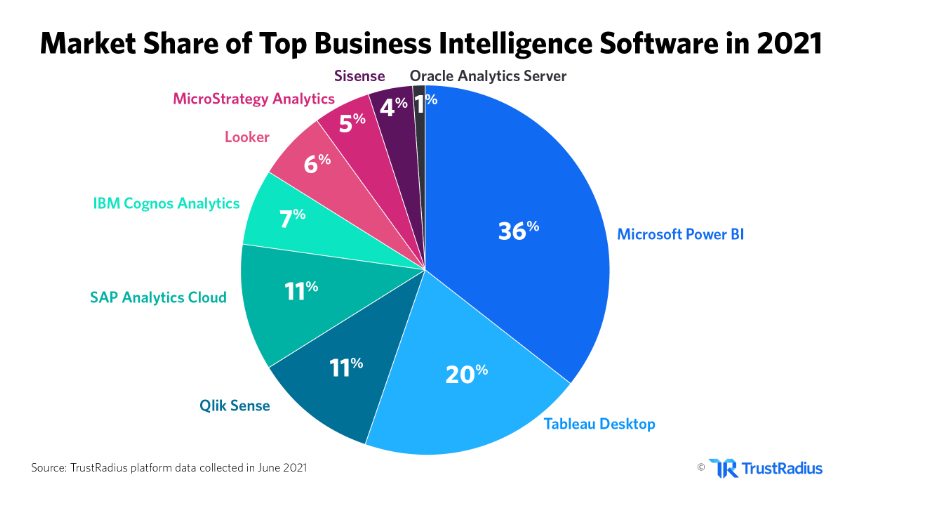 Market Share of Top Business Intelligence Software in 2021
Sisense
Oracle Analytics Server
MicroStrategy Analytics
1%
4%
5%
Looker
6%
IBM Cognos Analytics
7%
36%
Microsoft Power BI
SAP Analytics Cloud
11%
11%
20%
Qlik Sense
Tableau Desktop
Source: TrustRadius platform data collected in June 2021
© TR TrustRadius